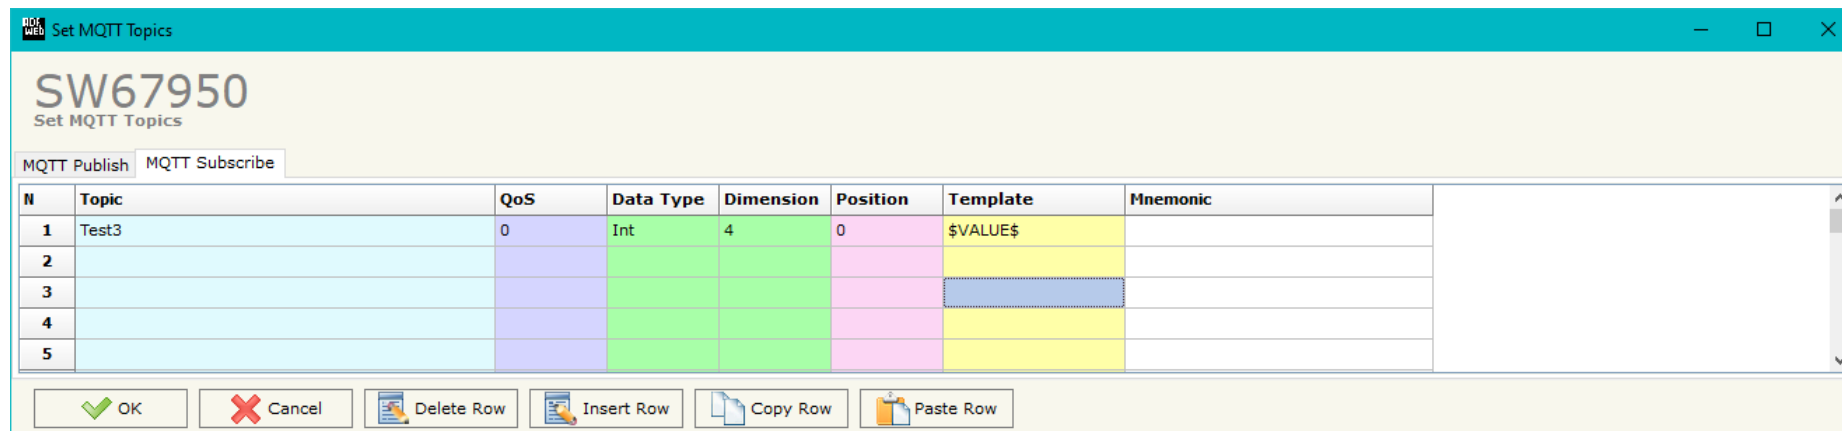 ADF WEB Set MQTT Topics
SW67950
Set MQTT Topics
MQTT Publish MQTT Subscribe
N Topic QoS Data Type Dimension Position Template Mnemonic
1 Test3 0 Int 4 0 $VALUE$
2
3
4
5
OK Cancel Delete Row Insert Row Copy Row Paste Row